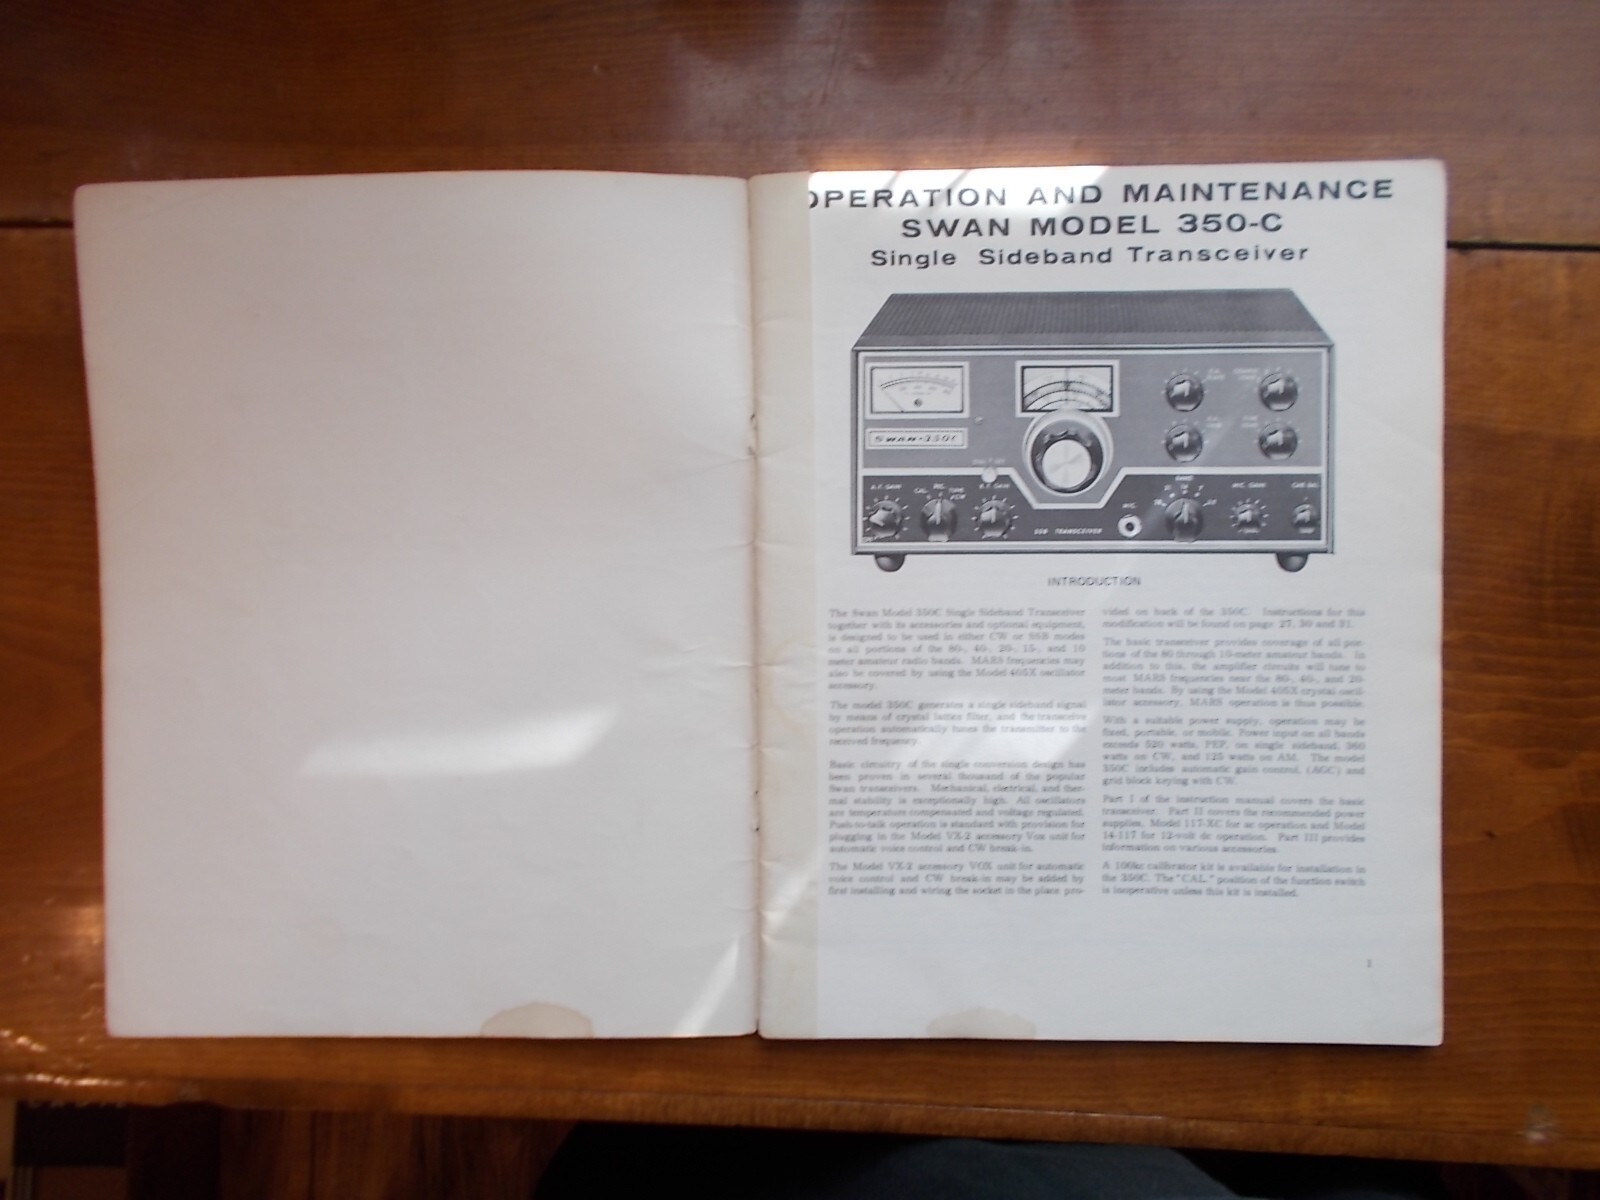 OPERATION AND MAINTENANCE
SWAN MODEL 350-C
Single Sideband Transceiver
SWAN-350C
A.F. GAIN
CAL. REC. TUNE
R.F. GAIN
SSB TRANSCEIVER
MIC.
BAND
MIC. GAIN
CAR. BAL.
INTRODUCTION
The Swan Model 350C Single Sideband Transceiver
together with its accessories and optional equipment,
is designed to be used in either CW or SSB modes
on all portions of the 80-, 40-, 20-, 15-, and 10
meter amateur radio bands. MARS frequencies may
also be covered by using the Model 405X oscillator
accessory.
The model 350C generates a single sideband signal
by means of crystal lattice filter, and the transceive
operation automatically tunes the transmitter to the
received frequency.
Basic circuitry of the single conversion design has
been proven in several thousand of the popular
Swan transceivers. Mechanical, electrical, and ther-
mal stability is exceptionally high. All oscillators
are temperature compensated and voltage regulated.
Push-to-talk operation is standard with provision for
plugging in the Model VX-2 accessory Vox unit for
automatic voice control and CW break-in.
The Model VX-2 accessory VOX unit for automatic
voice control and CW break-in may be added by
first installing and wiring the socket in the place pro-
vided on back of the 350C. Instructions for this
modification will be found on page 27, 30 and 31.
The basic transceiver provides coverage of all por-
tions of the 80 through 10-meter amateur bands. In
addition to this, the amplifier circuits will tune to
most MARS frequencies near the 80-, 40-, and 20-
meter bands. By using the Model 405X crystal oscil-
lator accessory, MARS operation is thus possible.
With a suitable power supply, operation may be
fixed, portable, or mobile. Power input on all bands
exceeds 520 watts, PEP, on single sideband, 360
watts on CW, and 125 watts on AM. The model
350C includes automatic gain control, (AGC) and
grid block keying with CW.
Part I of the instruction manual covers the basic
transceiver. Part II covers the recommended power
supplies, Model 117-XC for ac operation and Model
14-117 for 12-volt dc operation. Part III provides
information on various accessories.
A 100kc calibrator kit is available for installation in
the 350C. The "CAL." position of the function switch
is inoperative unless this kit is installed.
1